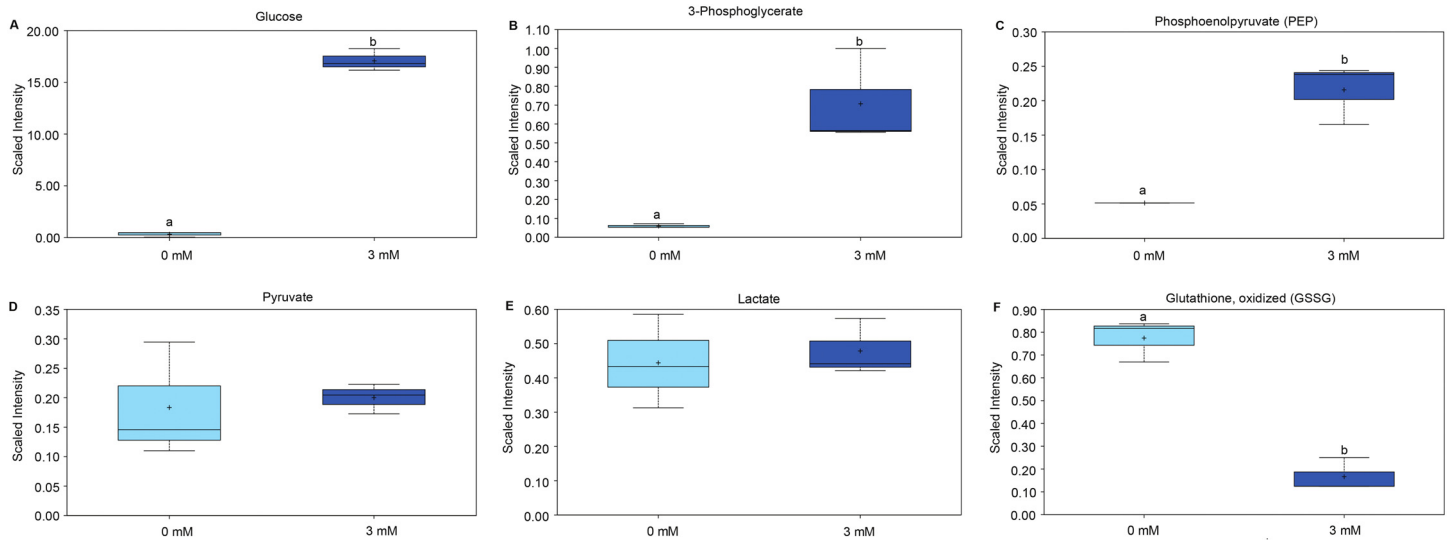 A
Glucose
20.00
15.00
10.00
5.00
0.00
Scaled Intensity
a
b
0 mM
3 mM
B
3-Phosphoglycerate
1.10
1.00
0.90
0.80
0.70
0.60
0.50
0.40
0.30
0.20
0.10
0.00
Scaled Intensity
a
b
0 mM
3 mM
C
Phosphoenolpyruvate (PEP)
0.30
0.25
0.20
0.15
0.10
0.05
0.00
Scaled Intensity
a
b
0 mM
3 mM
D
Pyruvate
0.35
0.30
0.25
0.20
0.15
0.10
0.05
0.00
Scaled Intensity
0 mM
3 mM
E
Lactate
0.60
0.50
0.40
0.30
0.20
0.10
0.00
Scaled Intensity
0 mM
3 mM
F
Glutathione, oxidized (GSSG)
0.90
0.80
0.70
0.60
0.50
0.40
0.30
0.20
0.10
0.00
Scaled Intensity
a
b
0 mM
3 mM